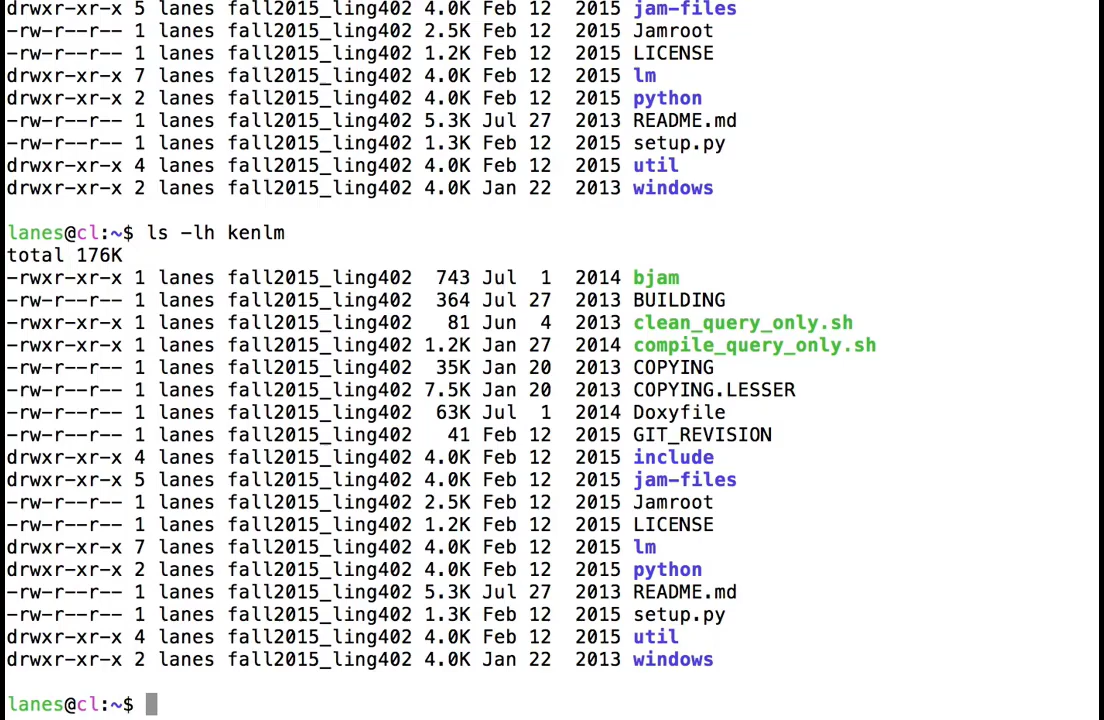 drwxr-xr-x 5 lanes fall2015_ling402 4.0K Feb 12  2015 jam-files
-rw-r--r-- 1 lanes fall2015_ling402 2.5K Feb 12  2015 Jamroot
-rw-r--r-- 1 lanes fall2015_ling402 1.2K Feb 12  2015 LICENSE
drwxr-xr-x 7 lanes fall2015_ling402 4.0K Feb 12  2015 lm
drwxr-xr-x 2 lanes fall2015_ling402 4.0K Feb 12  2015 python
-rw-r--r-- 1 lanes fall2015_ling402 5.3K Jul 27  2013 README.md
-rw-r--r-- 1 lanes fall2015_ling402 1.3K Feb 12  2015 setup.py
drwxr-xr-x 4 lanes fall2015_ling402 4.0K Feb 12  2015 util
drwxr-xr-x 2 lanes fall2015_ling402 4.0K Jan 22  2013 windows
lanes@cl:~$ ls -lh kenlm
total 176K
-rwxr-xr-x 1 lanes fall2015_ling402  743 Jul  1  2014 bjam
-rw-r--r-- 1 lanes fall2015_ling402  364 Jul 27  2013 BUILDING
-rwxr-xr-x 1 lanes fall2015_ling402   81 Jun  4  2013 clean_query_only.sh
-rwxr-xr-x 1 lanes fall2015_ling402 1.2K Jan 27  2014 compile_query_only.sh
-rw-r--r-- 1 lanes fall2015_ling402  35K Jan 20  2013 COPYING
-rw-r--r-- 1 lanes fall2015_ling402 7.5K Jan 20  2013 COPYING.LESSER
-rw-r--r-- 1 lanes fall2015_ling402  63K Jul  1  2014 Doxyfile
-rw-r--r-- 1 lanes fall2015_ling402   41 Feb 12  2015 GIT_REVISION
drwxr-xr-x 4 lanes fall2015_ling402 4.0K Feb 12  2015 include
drwxr-xr-x 5 lanes fall2015_ling402 4.0K Feb 12  2015 jam-files
-rw-r--r-- 1 lanes fall2015_ling402 2.5K Feb 12  2015 Jamroot
-rw-r--r-- 1 lanes fall2015_ling402 1.2K Feb 12  2015 LICENSE
drwxr-xr-x 7 lanes fall2015_ling402 4.0K Feb 12  2015 lm
drwxr-xr-x 2 lanes fall2015_ling402 4.0K Feb 12  2015 python
-rw-r--r-- 1 lanes fall2015_ling402 5.3K Jul 27  2013 README.md
-rw-r--r-- 1 lanes fall2015_ling402 1.3K Feb 12  2015 setup.py
drwxr-xr-x 4 lanes fall2015_ling402 4.0K Feb 12  2015 util
drwxr-xr-x 2 lanes fall2015_ling402 4.0K Jan 22  2013 windows
lanes@cl:~$